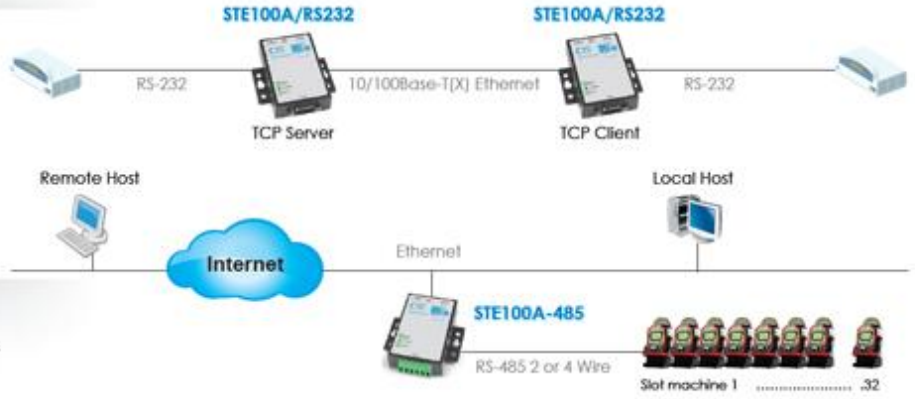 STE100A/RS232 STE100A/RS232
RS-232 10/100Base-T(X) Ethernet RS-232
TCP Server TCP Client
Remote Host Local Host
Internet Ethernet
STE100A-485
RS-485 2 or 4 Wire
Slot machine 1 ...................... .32